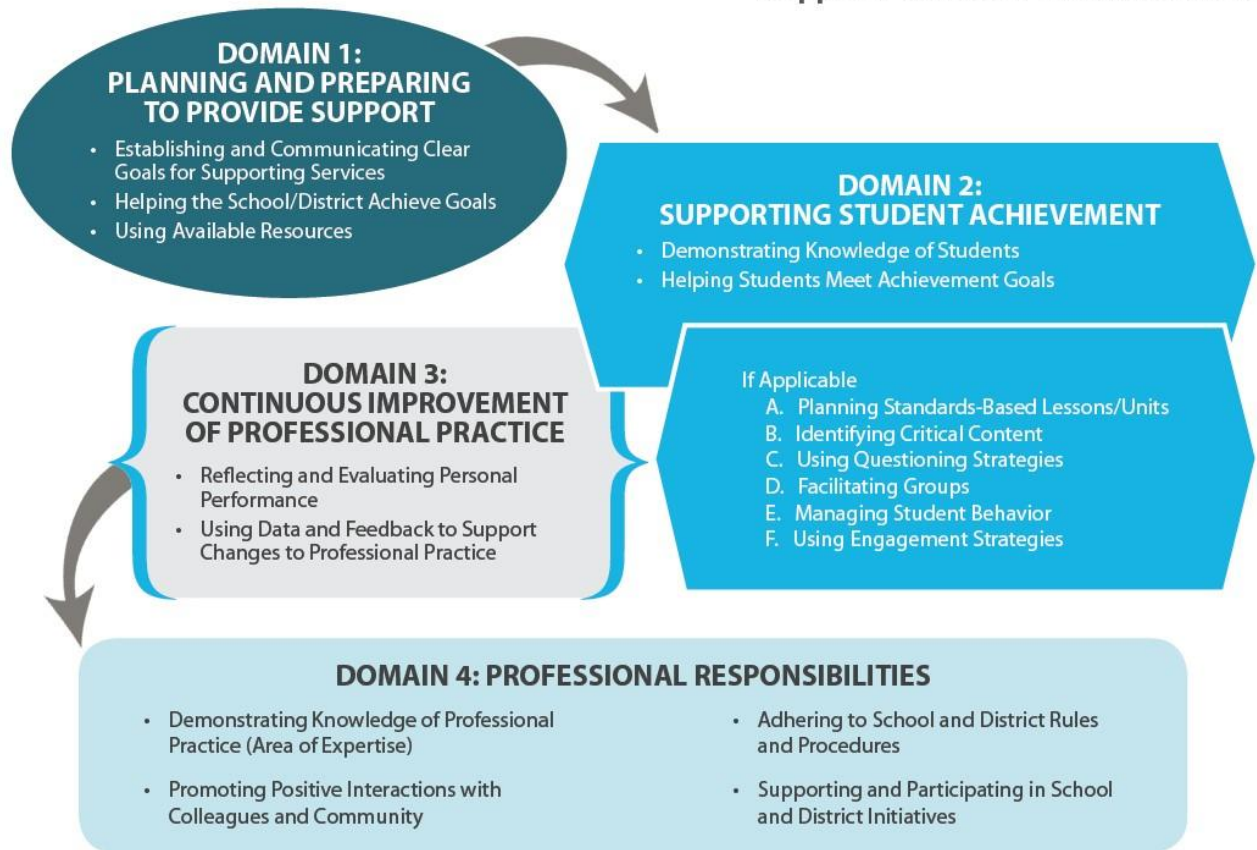 DOMAIN 1:
PLANNING AND PREPARING
TO PROVIDE SUPPORT
• Establishing and Communicating Clear
Goals for Supporting Services
• Helping the School/District Achieve Goals
• Using Available Resources
DOMAIN 2:
SUPPORTING STUDENT ACHIEVEMENT
• Demonstrating Knowledge of Students
• Helping Students Meet Achievement Goals
If Applicable
A. Planning Standards-Based Lessons/Units
B. Identifying Critical Content
C. Using Questioning Strategies
D. Facilitating Groups
E. Managing Student Behavior
F. Using Engagement Strategies
DOMAIN 3:
CONTINUOUS IMPROVEMENT
OF PROFESSIONAL PRACTICE
• Reflecting and Evaluating Personal
Performance
• Using Data and Feedback to Support
Changes to Professional Practice
DOMAIN 4: PROFESSIONAL RESPONSIBILITIES
• Demonstrating Knowledge of Professional
Practice (Area of Expertise)
• Promoting Positive Interactions with
Colleagues and Community
• Adhering to School and District Rules
and Procedures
• Supporting and Participating in School
and District Initiatives